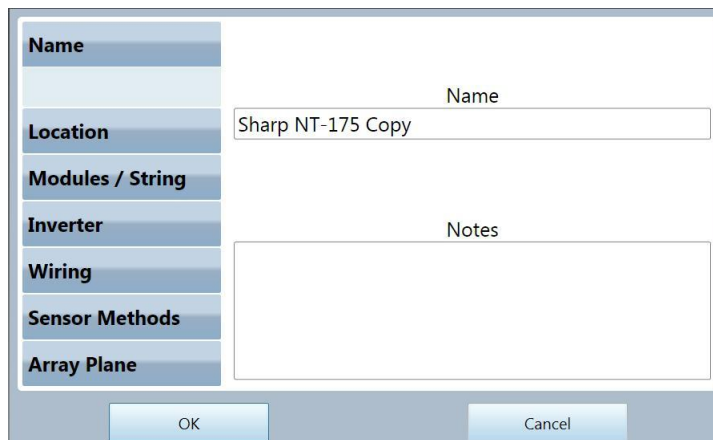 Name
Name
Sharp NT-175 Copy
Location
Modules / String
Inverter
Notes
Wiring
Sensor Methods
Array Plane
OK
Cancel